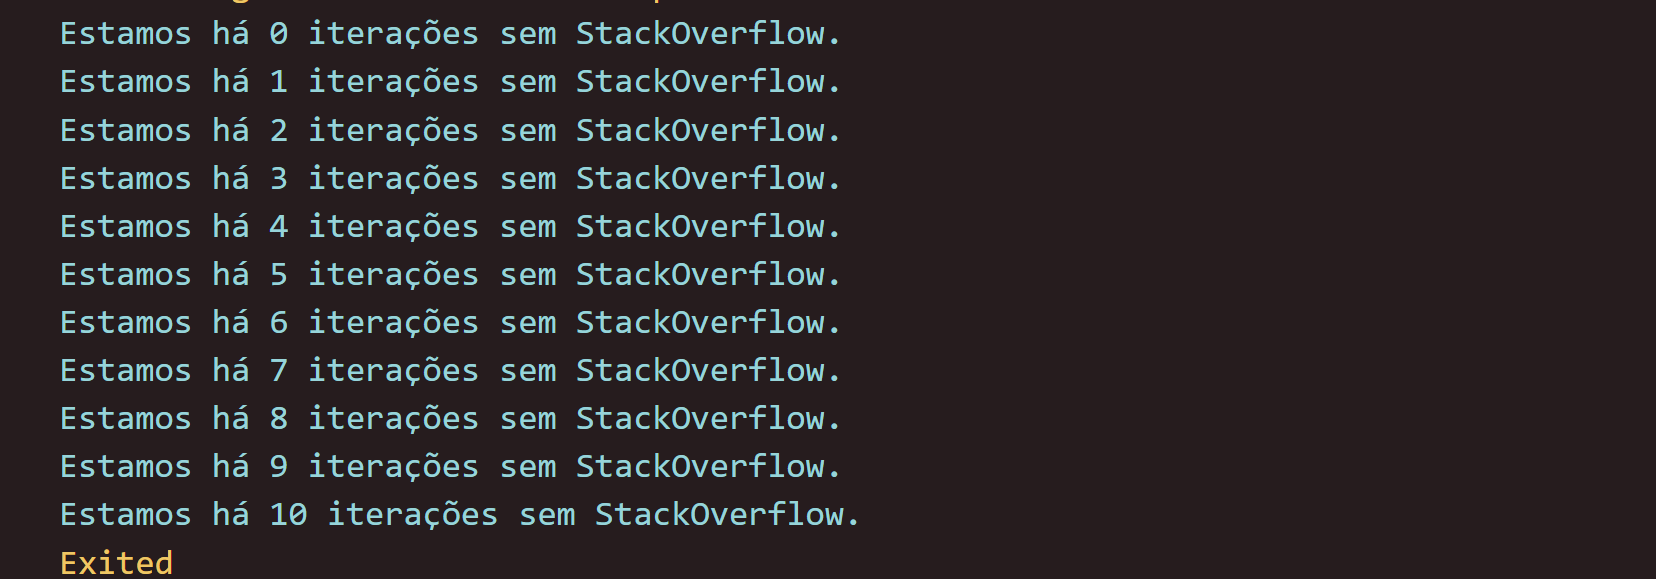 Estamos há 0 iterações sem StackOverflow.
Estamos há 1 iterações sem StackOverflow.
Estamos há 2 iterações sem StackOverflow.
Estamos há 3 iterações sem StackOverflow.
Estamos há 4 iterações sem StackOverflow.
Estamos há 5 iterações sem StackOverflow.
Estamos há 6 iterações sem StackOverflow.
Estamos há 7 iterações sem StackOverflow.
Estamos há 8 iterações sem StackOverflow.
Estamos há 9 iterações sem StackOverflow.
Estamos há 10 iterações sem StackOverflow.
Exited